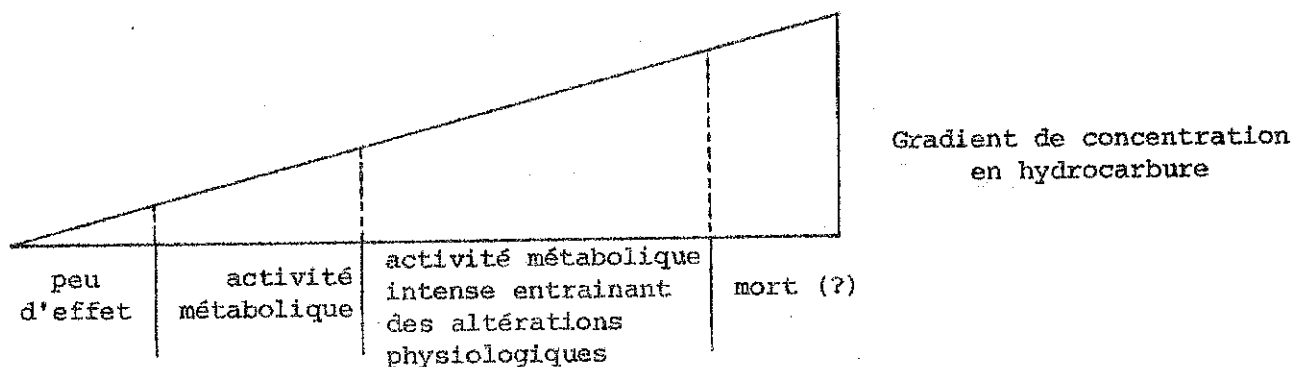 Gradient de concentration
en hydrocarbure
peu
d'effet
activité
métabolique
activité métabolique
intense entrainant
des altérations
physiologiques
mort (?)